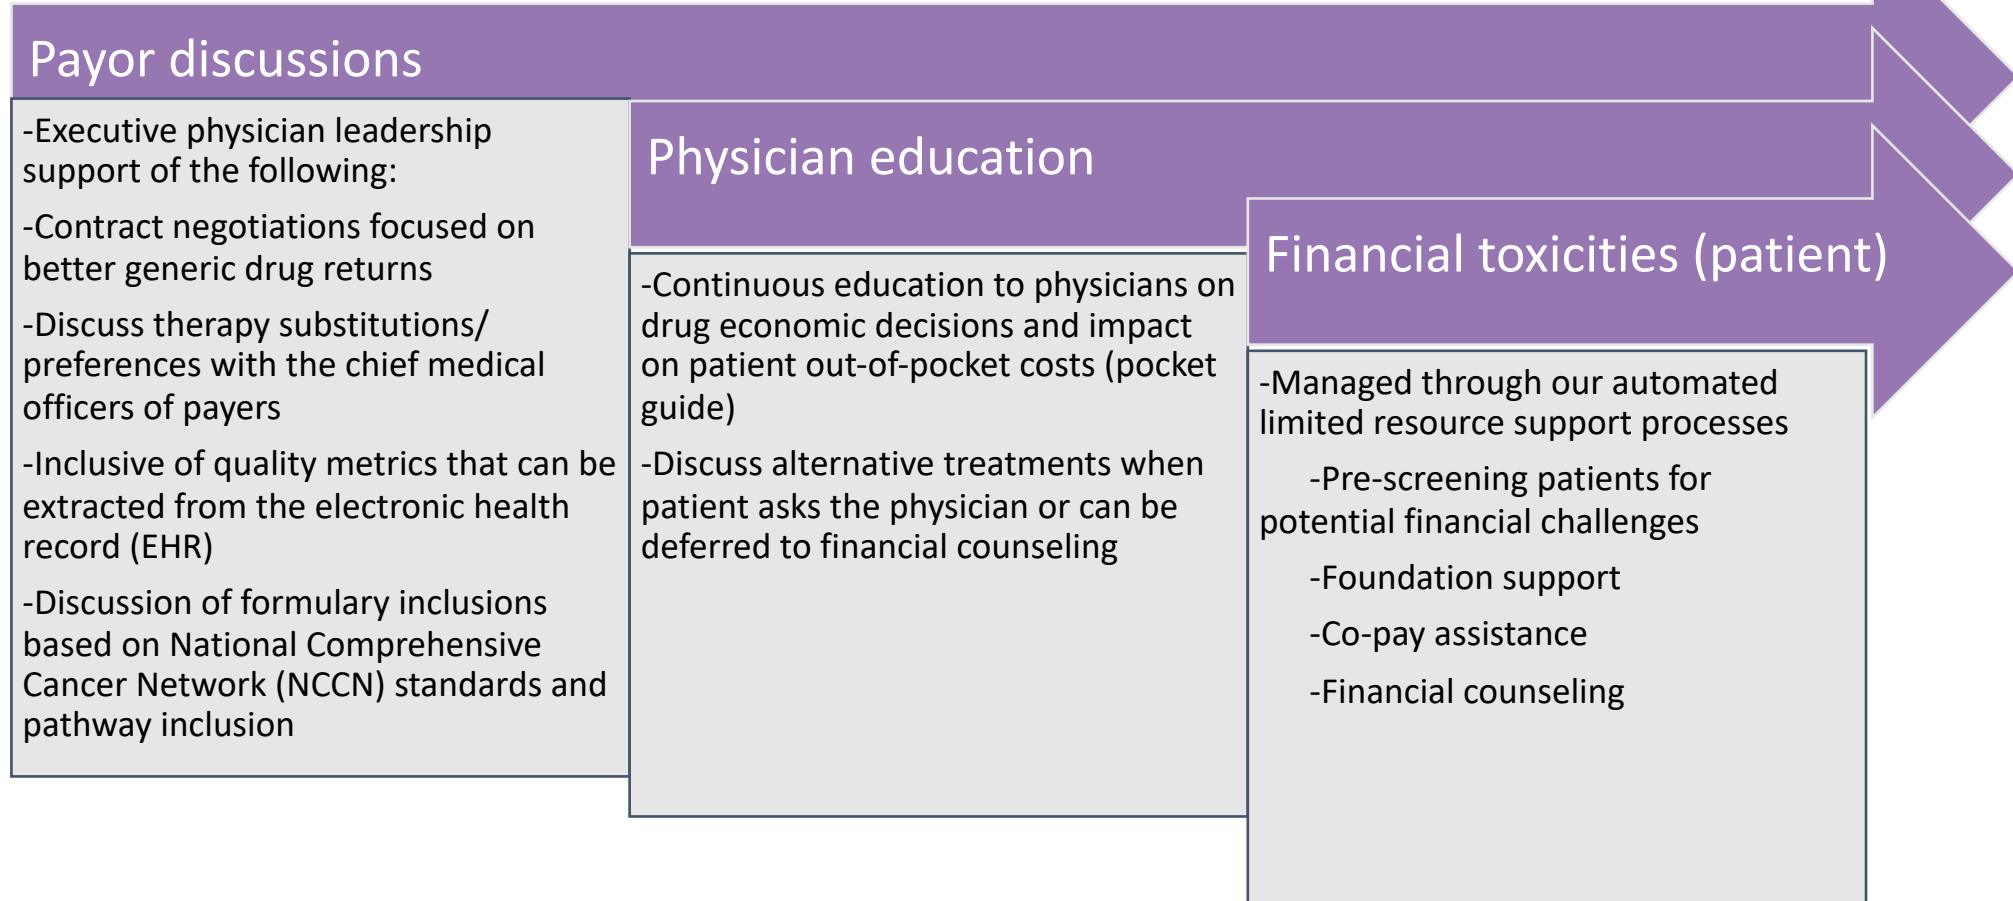 Payor discussions
-Executive physician leadership
support of the following:
-Contract negotiations focused on
better generic drug returns
-Discuss therapy substitutions/
preferences with the chief medical
officers of payers
-Inclusive of quality metrics that can be
extracted from the electronic health
record (EHR)
-Discussion of formulary inclusions
based on National Comprehensive
Cancer Network (NCCN) standards and
pathway inclusion
Physician education
-Continuous education to physicians on
drug economic decisions and impact
on patient out-of-pocket costs (pocket
guide)
-Discuss alternative treatments when
patient asks the physician or can be
deferred to financial counseling
Financial toxicities (patient)
-Managed through our automated
limited resource support processes
-Pre-screening patients for
potential financial challenges
-Foundation support
-Co-pay assistance
-Financial counseling